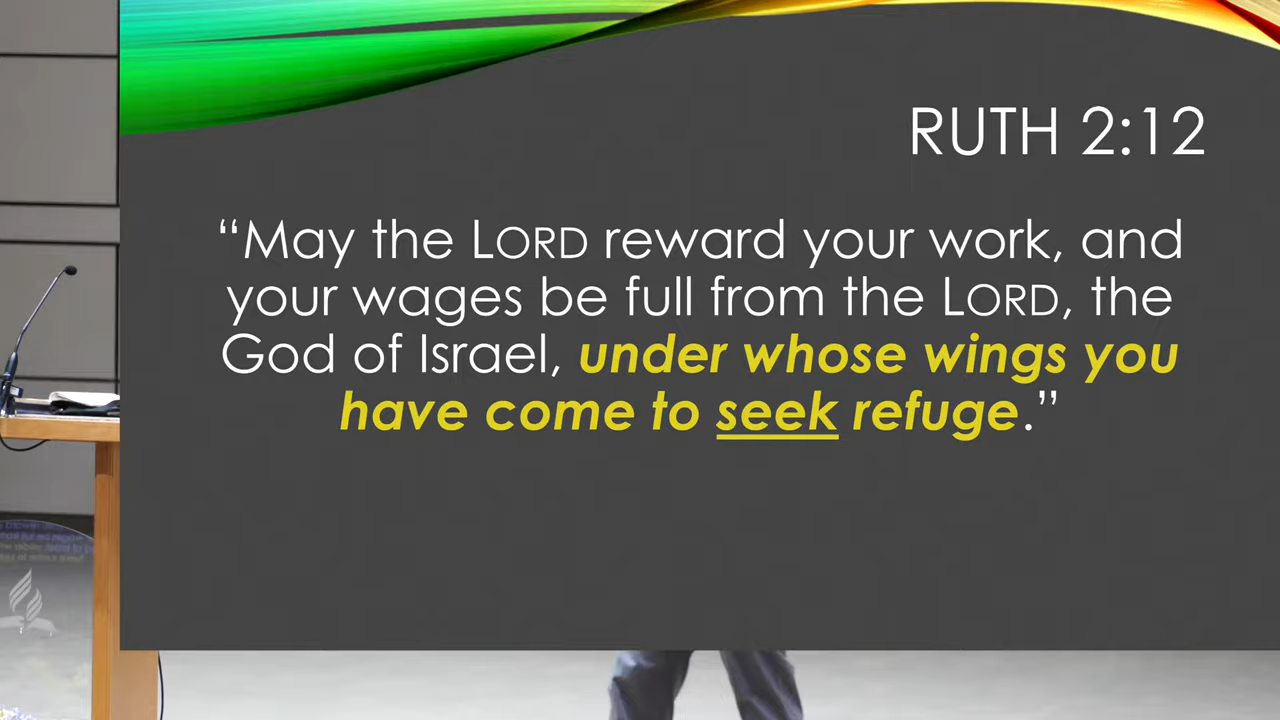 RUTH 2:12
“May the LORD reward your work, and
your wages be full from the LORD, the
God of Israel, under whose wings you
have come to seek refuge.”